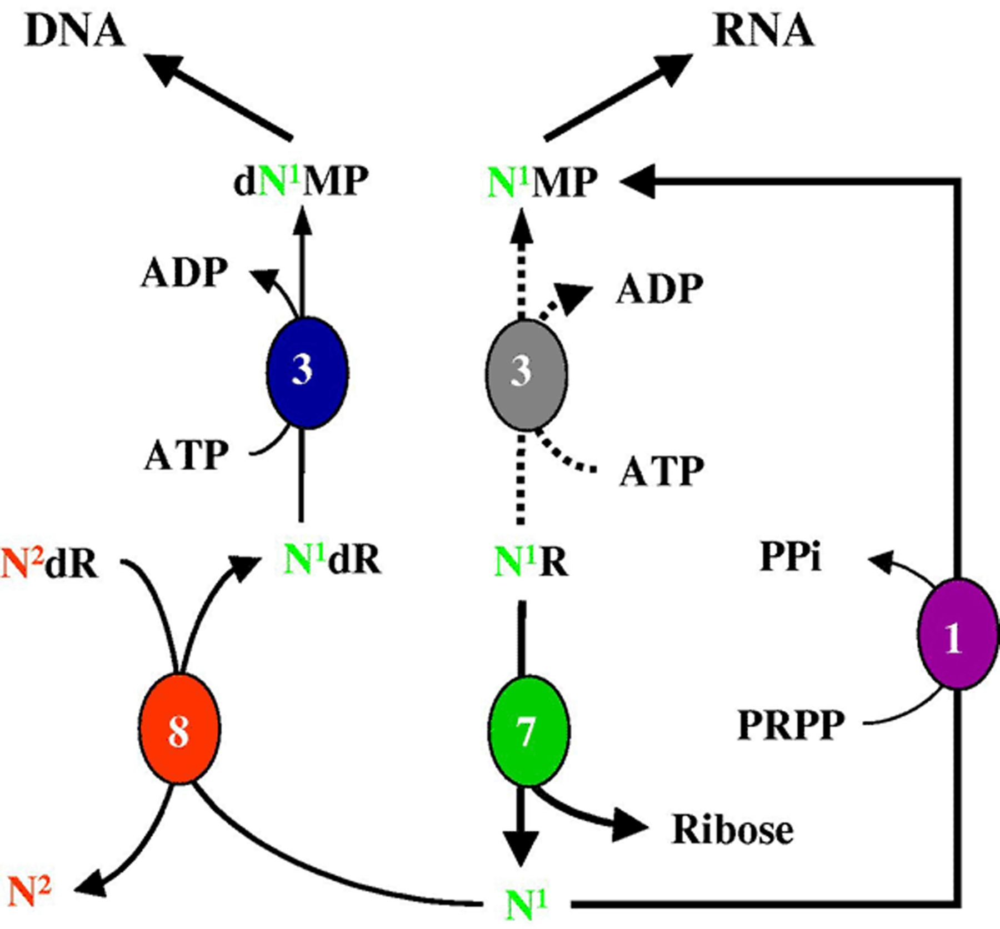 DNA RNA
dN¹MP N¹MP
ADP ADP
3 3
ATP ATP
N²dR N¹dR N¹R PPi
1
8 7 PRPP
Ribose
N² N¹